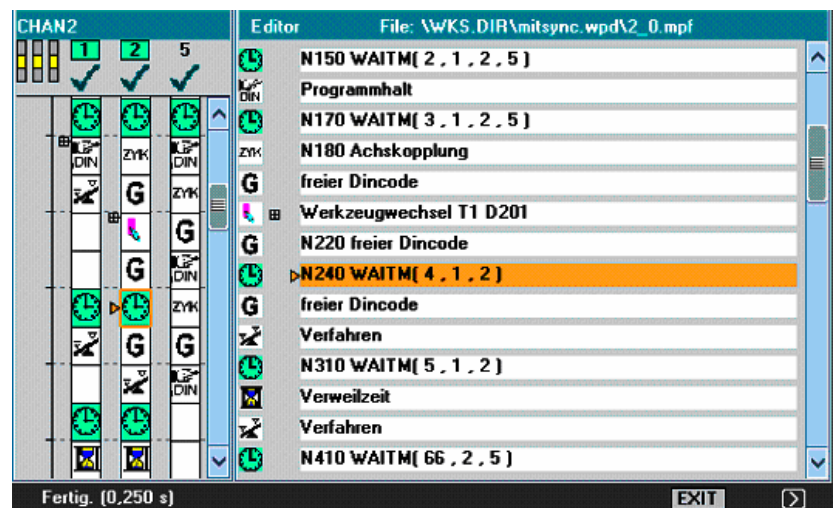 CHAN2
Editor File: \WKS.DIR\mitsync.wpd\2_0.mpf
1 2 5
DIN ZYK DIN
G ZYK
G
G DIN
ZYK
G G
DIN
N150 WAITM( 2 , 1 , 2 , 5 )
DIN Programmhalt
N170 WAITM( 3 , 1 , 2 , 5 )
ZYK N180 Achskopplung
G freier Dincode
Werkzeugwechsel T1 D201
G N220 freier Dincode
N240 WAITM( 4 , 1 , 2 )
G freier Dincode
Verfahren
N310 WAITM( 5 , 1 , 2 )
Verweilzeit
Verfahren
N410 WAITM( 66 , 2 , 5 )
Fertig. (0,250 s) EXIT